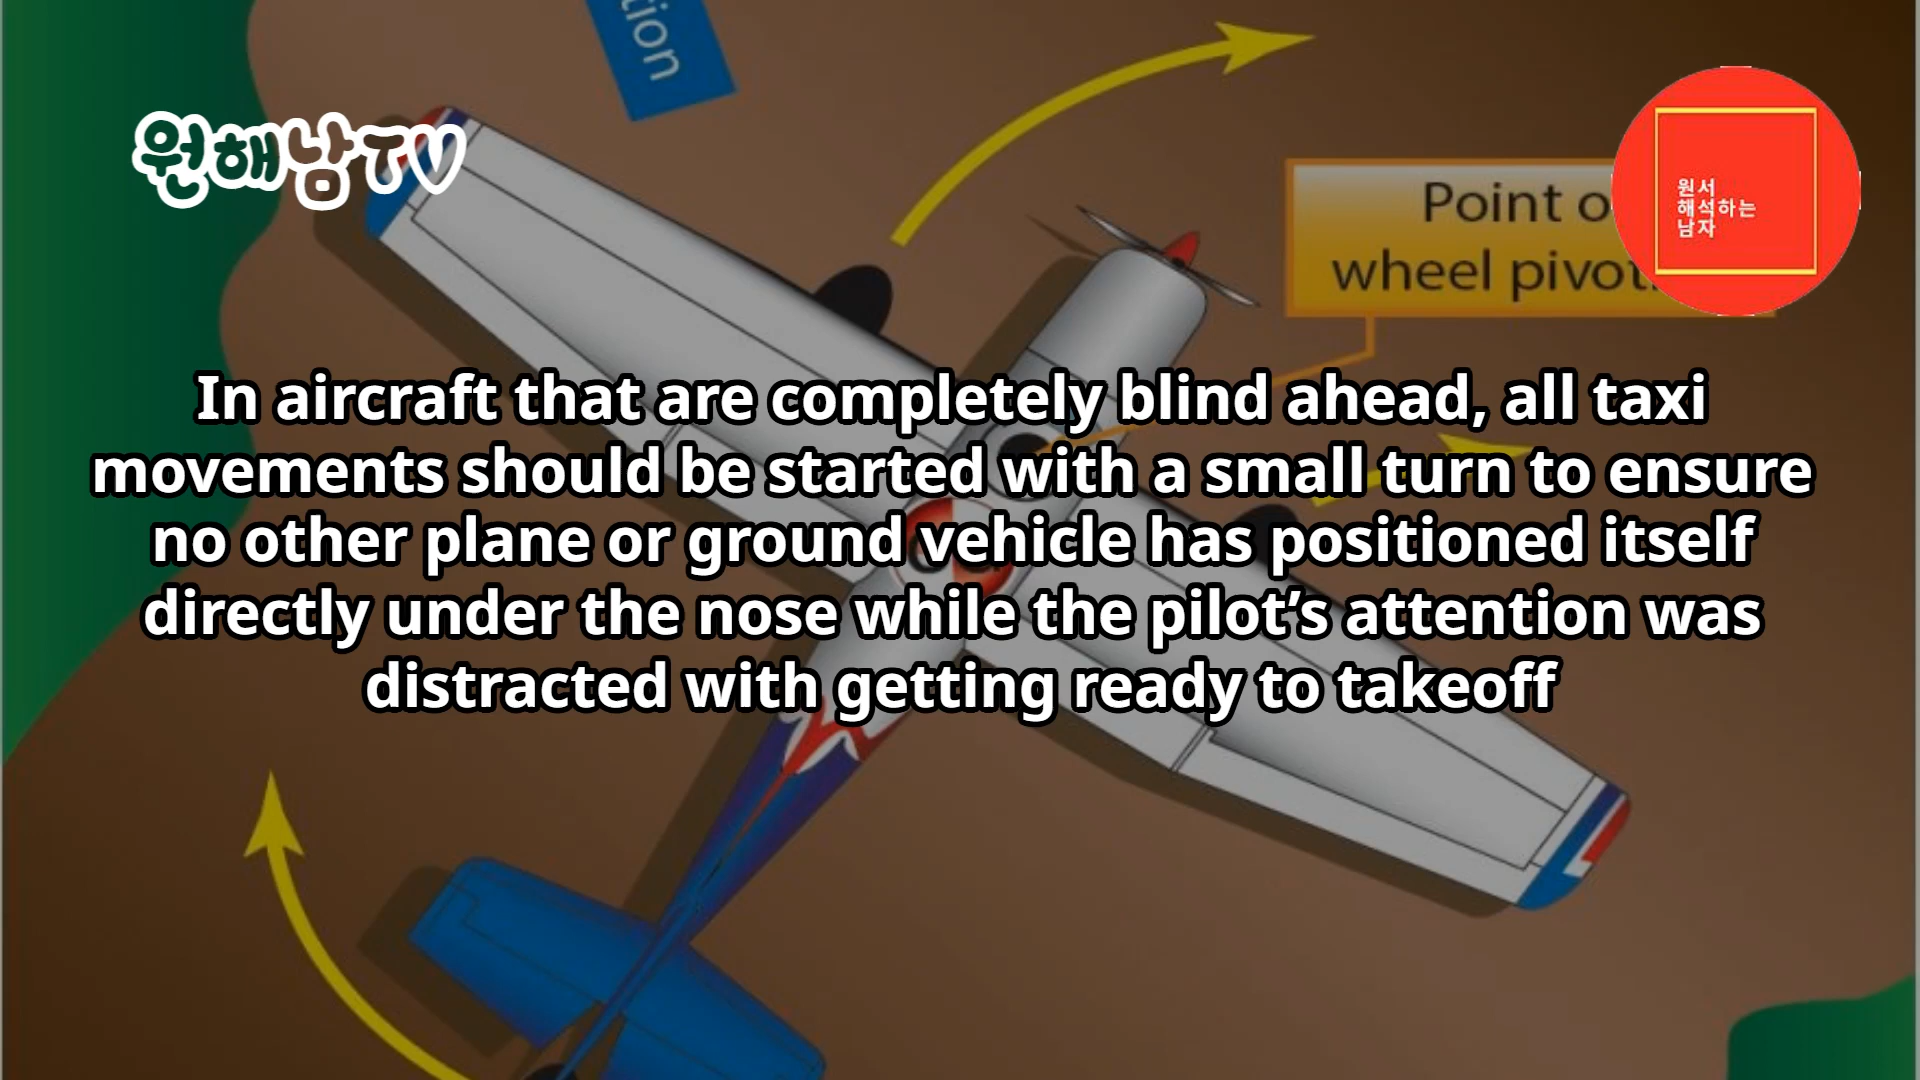 tion
원해남TV
Point o
wheel pivot
원서
해석하는
남자
In aircraft that are completely blind ahead, all taxi
movements should be started with a small turn to ensure
no other plane or ground vehicle has positioned itself
directly under the nose while the pilot’s attention was
distracted with getting ready to takeoff